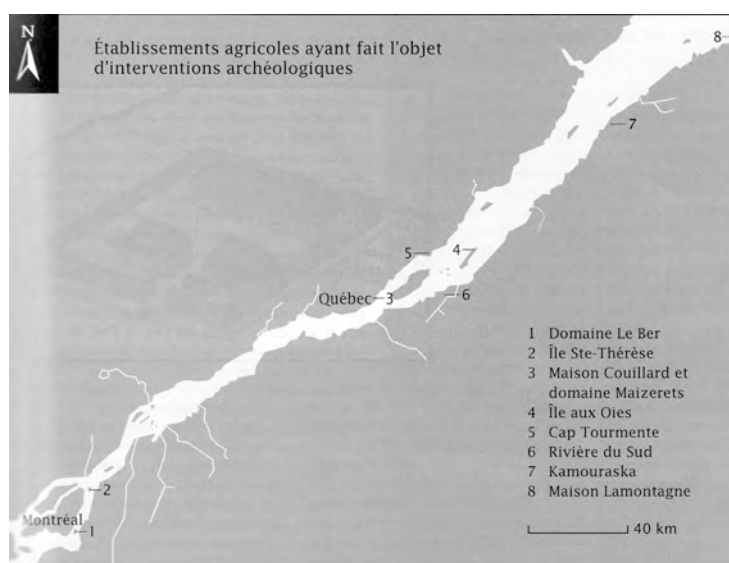 N
Établissements agricoles ayant fait l'objet
d'interventions archéologiques
8
7
5
4
Québec 3
6
1 Domaine Le Ber
2 Île Ste-Thérèse
3 Maison Couillard et
domaine Maizerets
4 Île aux Oies
5 Cap Tourmente
6 Rivière du Sud
7 Kamouraska
8 Maison Lamontagne
2
Montréal
1
40 km